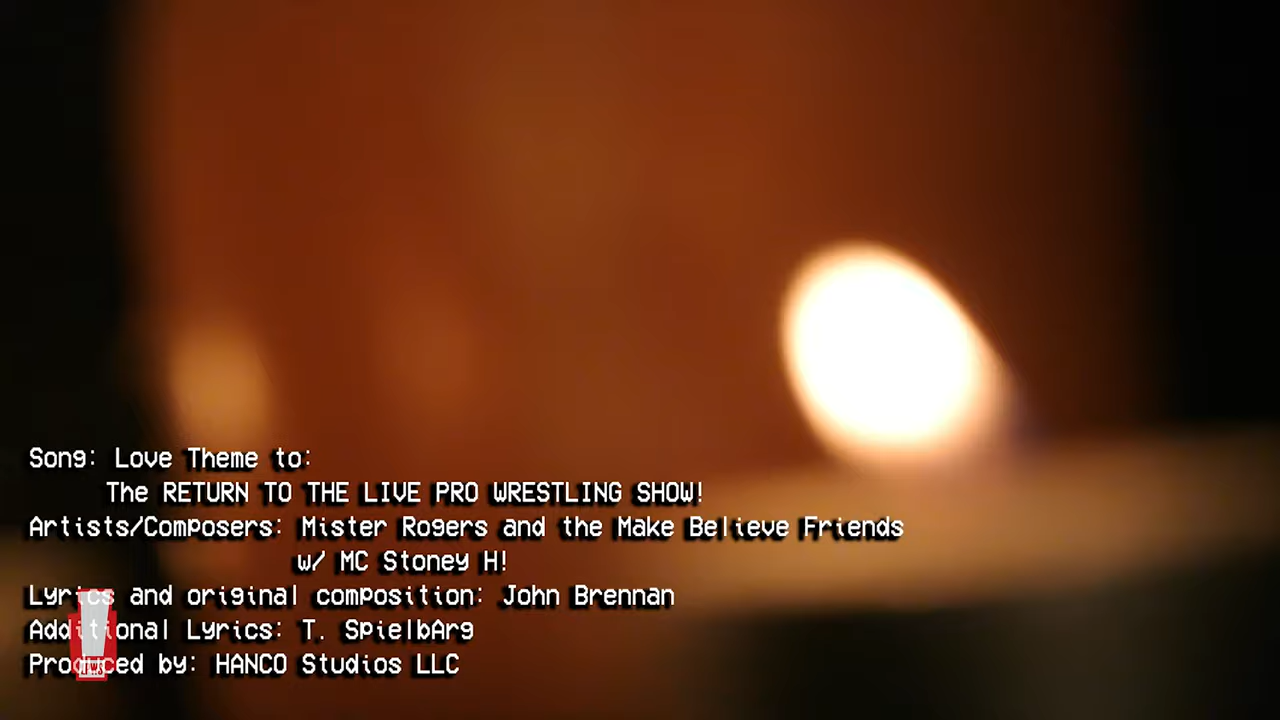 Song: Love Theme to:
The RETURN TO THE LIVE PRO WRESTLING SHOW!
Artists/Composers: Mister Rogers and the Make Believe Friends
w/ MC Stoney H!
Lyrics and original composition: John Brennan
Additional Lyrics: T. SpielbArg
Produced by: HANCO Studios LLC